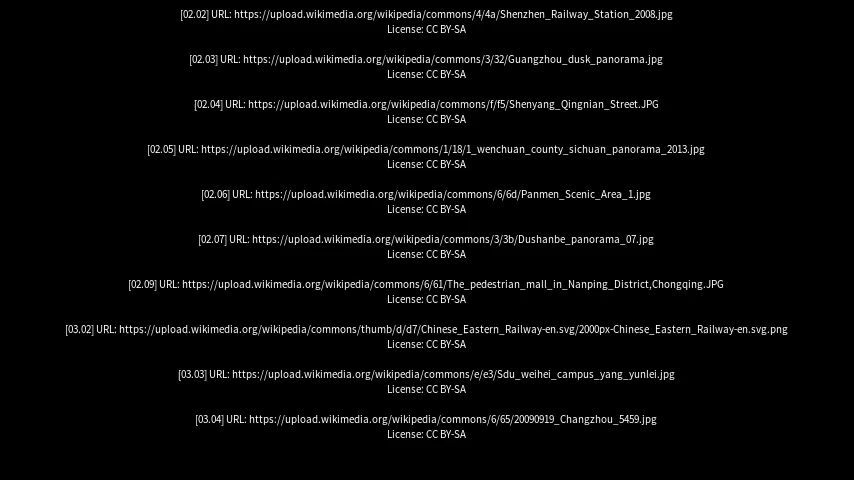 [02.02] URL: https://upload.wikimedia.org/wikipedia/commons/4/4a/Shenzhen_Railway_Station_2008.jpg
License: CC BY-SA
[02.03] URL: https://upload.wikimedia.org/wikipedia/commons/3/32/Guangzhou_dusk_panorama.jpg
License: CC BY-SA
[02.04] URL: https://upload.wikimedia.org/wikipedia/commons/f/f5/Shenyang_Qingnian_Street.JPG
License: CC BY-SA
[02.05] URL: https://upload.wikimedia.org/wikipedia/commons/1/18/1_wenchuan_county_sichuan_panorama_2013.jpg
License: CC BY-SA
[02.06] URL: https://upload.wikimedia.org/wikipedia/commons/6/6d/Panmen_Scenic_Area_1.jpg
License: CC BY-SA
[02.07] URL: https://upload.wikimedia.org/wikipedia/commons/3/3b/Dushanbe_panorama_07.jpg
License: CC BY-SA
[02.09] URL: https://upload.wikimedia.org/wikipedia/commons/6/61/The_pedestrian_mall_in_Nanping_District,Chongqing.JPG
License: CC BY-SA
[03.02] URL: https://upload.wikimedia.org/wikipedia/commons/thumb/d/d7/Chinese_Eastern_Railway-en.svg/2000px-Chinese_Eastern_Railway-en.svg.png
License: CC BY-SA
[03.03] URL: https://upload.wikimedia.org/wikipedia/commons/e/e3/Sdu_weihei_campus_yang_yunlei.jpg
License: CC BY-SA
[03.04] URL: https://upload.wikimedia.org/wikipedia/commons/6/65/20090919_Changzhou_5459.jpg
License: CC BY-SA